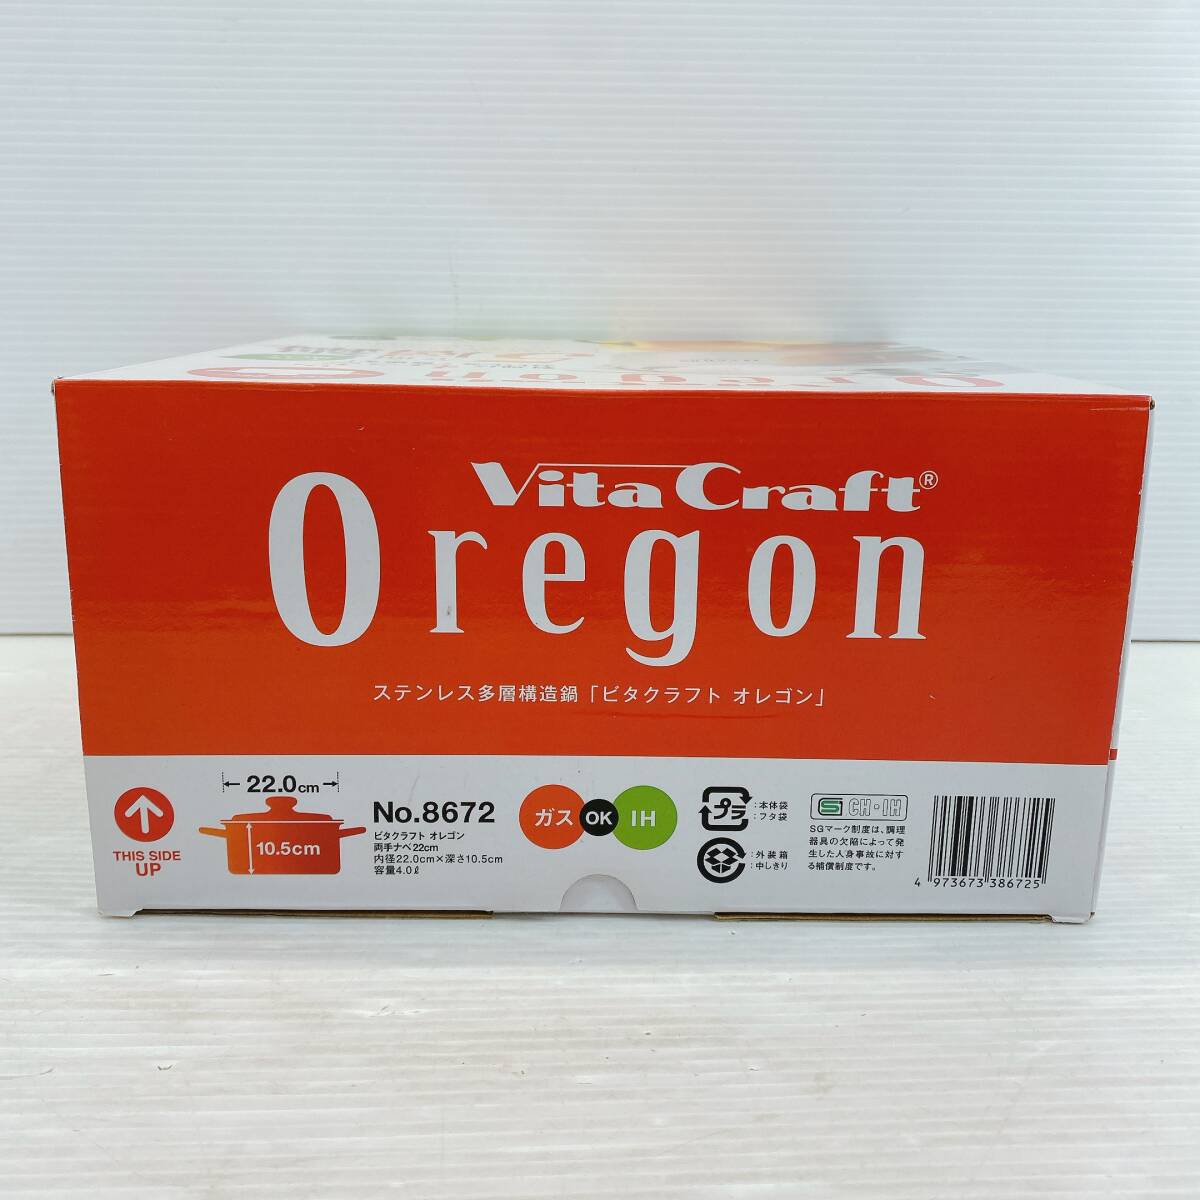 Oregon
Vita Craft®
Oregon
ステンレス多層構造鍋「ビタクラフト オレゴン」
THIS SIDE
UP
22.0cm
10.5cm
No.8672
ビタクラフト オレゴン
両手ナベ22cm
内径22.0cm×深さ10.5cm
容量4.0ℓ
ガス OK IH
プラ
:本体袋
:フタ袋
:外装箱
:中しきり
SG CH·IH
SGマーク制度は、調理
器具の欠陥によって発
生した人身事故に対す
る補償制度です。
4 973673 386725